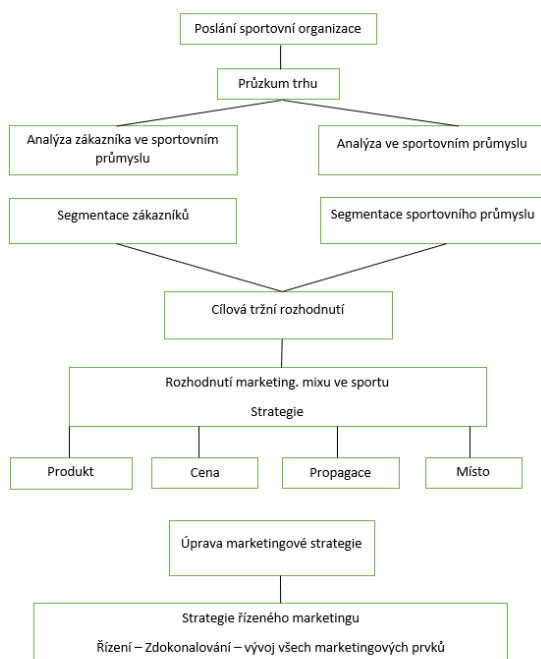 Poslání sportovní organizace
Průzkum trhu
Analýza zákazníka ve sportovním
průmyslu
Analýza ve sportovním průmyslu
Segmentace zákazníků
Segmentace sportovního průmyslu
Cílová tržní rozhodnutí
Rozhodnutí marketing. mixu ve sportu
Strategie
Produkt
Cena
Propagace
Místo
Úprava marketingové strategie
Strategie řízeného marketingu
Řízení – Zdokonalování – vývoj všech marketingových prvků